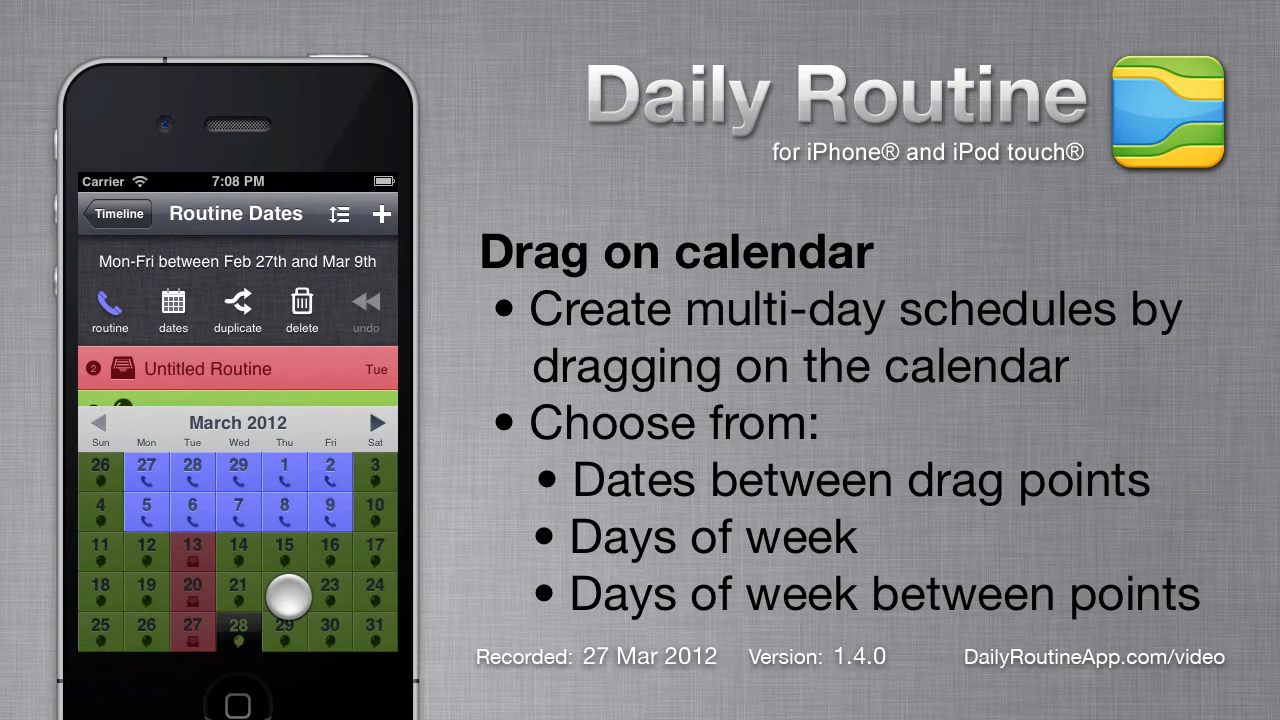 Daily Routine
for iPhone® and iPod touch®
Carrier 7:08 PM
Timeline Routine Dates
Mon-Fri between Feb 27th and Mar 9th
routine dates duplicate delete undo
2 Untitled Routine Tue
March 2012
Sun Mon Tue Wed Thu Fri Sat
26 27 28 29 1 2 3
4 5 6 7 8 9 10
11 12 13 14 15 16 17
18 19 20 21 23 24
25 26 27 28 29 30 31
Drag on calendar
• Create multi-day schedules by
dragging on the calendar
• Choose from:
• Dates between drag points
• Days of week
• Days of week between points
Recorded: 27 Mar 2012 Version: 1.4.0 DailyRoutineApp.com/video